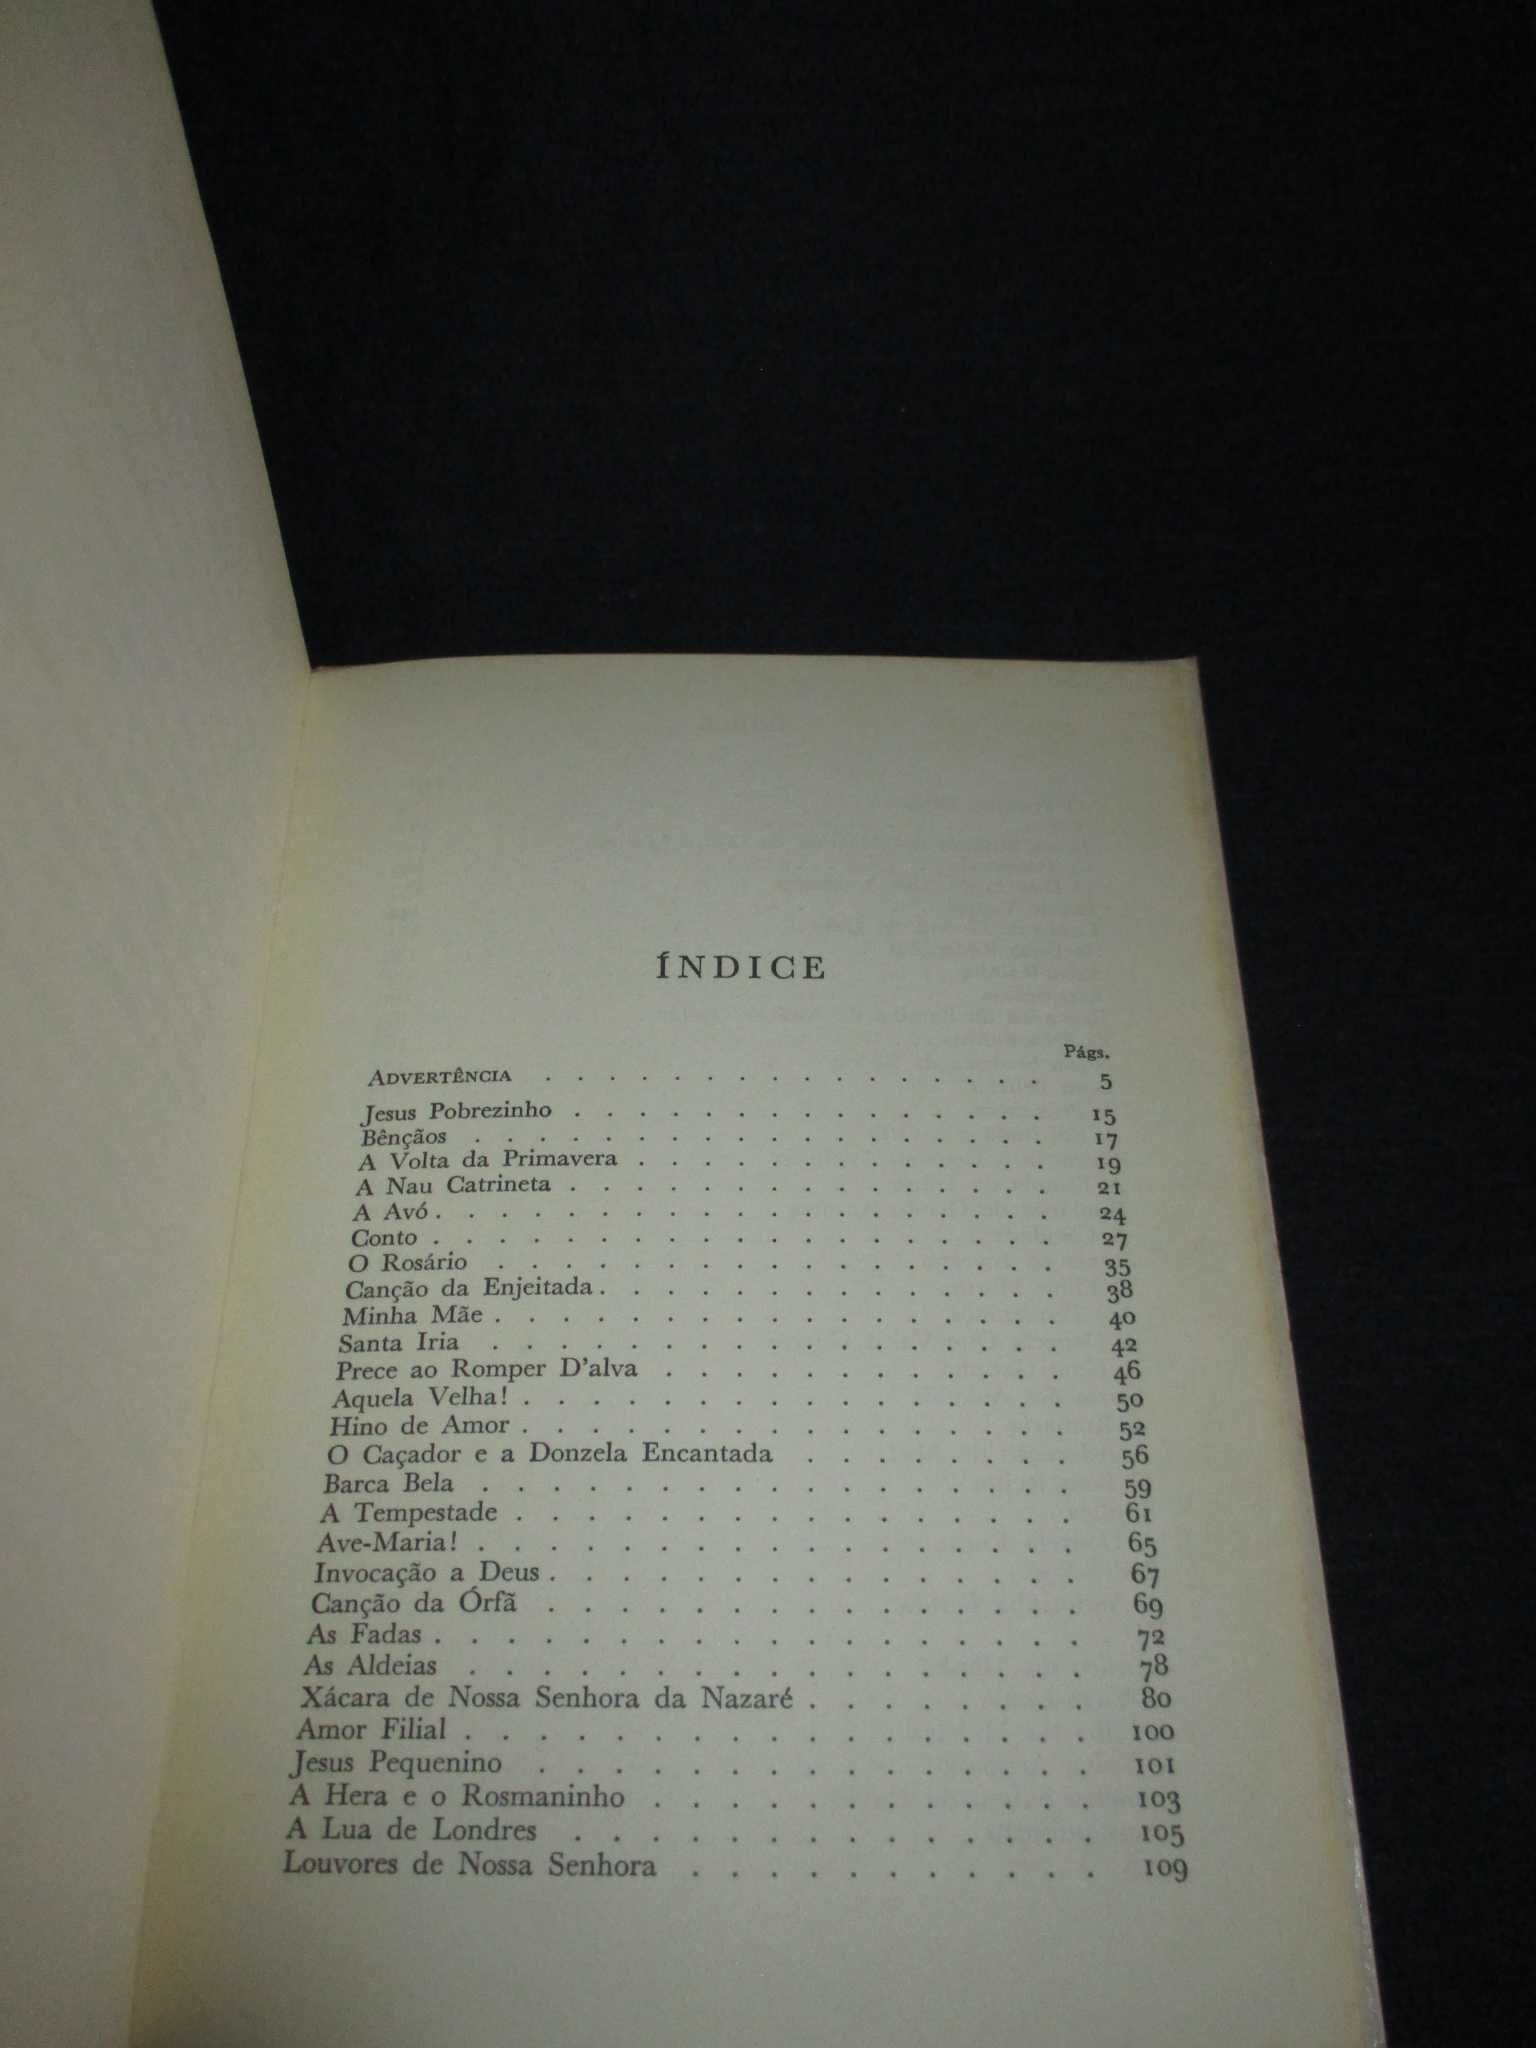 ÍNDICE
Págs.
ADVERTÊNCIA . . . . . . . . . . . . . . . . 5
Jesus Pobrezinho . . . . . . . . . . . . . . . 15
Bênçãos . . . . . . . . . . . . . . . . . . 17
A Volta da Primavera . . . . . . . . . . . . . 19
A Nau Catrineta . . . . . . . . . . . . . . . 21
A Avó . . . . . . . . . . . . . . . . . . . 24
Conto . . . . . . . . . . . . . . . . . . . 27
O Rosário . . . . . . . . . . . . . . . . . 35
Canção da Enjeitada . . . . . . . . . . . . . . 38
Minha Mãe . . . . . . . . . . . . . . . . . 40
Santa Iria . . . . . . . . . . . . . . . . . 42
Prece ao Romper D'alva . . . . . . . . . . . . 46
Aquela Velha! . . . . . . . . . . . . . . . . 50
Hino de Amor . . . . . . . . . . . . . . . . 52
O Caçador e a Donzela Encantada . . . . . . . . 56
Barca Bela . . . . . . . . . . . . . . . . . 59
A Tempestade . . . . . . . . . . . . . . . . 61
Ave-Maria! . . . . . . . . . . . . . . . . . 65
Invocação a Deus . . . . . . . . . . . . . . . 67
Canção da Órfã . . . . . . . . . . . . . . . 69
As Fadas . . . . . . . . . . . . . . . . . . 72
As Aldeias . . . . . . . . . . . . . . . . . 78
Xácara de Nossa Senhora da Nazaré . . . . . . . . 80
Amor Filial . . . . . . . . . . . . . . . . . 100
Jesus Pequenino . . . . . . . . . . . . . . . 101
A Hera e o Rosmaninho . . . . . . . . . . . . 103
A Lua de Londres . . . . . . . . . . . . . . 105
Louvores de Nossa Senhora . . . . . . . . . . . 109